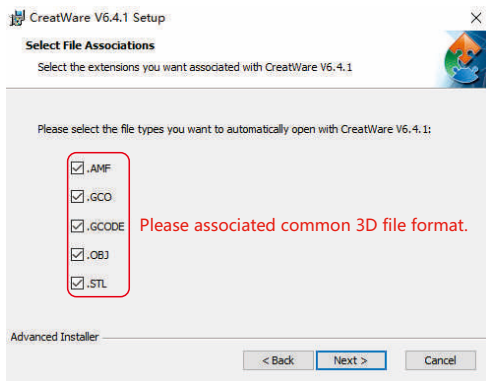 CreatWare V6.4.1 Setup
Select File Associations
Select the extensions you want associated with CreatWare V6.4.1
Please select the file types you want to automatically open with CreatWare V6.4.1:
.AMF
.GCO
.GCODE
Please associated common 3D file format.
.OBJ
.STL
Advanced Installer
< Back Next > Cancel